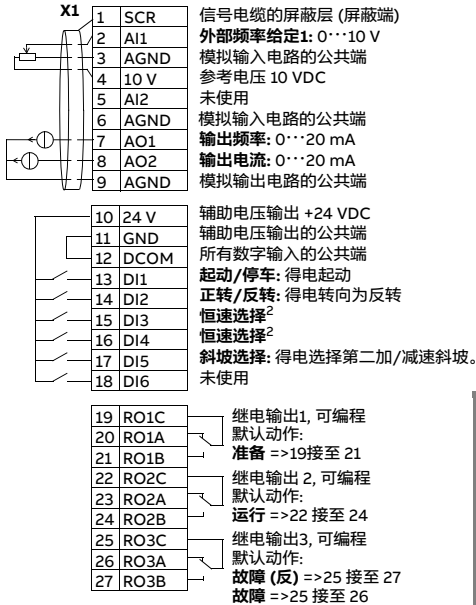 X1
1 SCR 信号电缆的屏蔽层 (屏蔽端)
2 AI1 外部频率给定1: 0···10 V
3 AGND 模拟输入电路的公共端
4 10 V 参考电压 10 VDC
5 AI2 未使用
6 AGND 模拟输入电路的公共端
7 AO1 输出频率: 0···20 mA
8 AO2 输出电流: 0···20 mA
9 AGND 模拟输出电路的公共端
10 24 V 辅助电压输出 +24 VDC
11 GND 辅助电压输出的公共端
12 DCOM 所有数字输入的公共端
13 DI1 起动/停车: 得电起动
14 DI2 正转/反转: 得电转向为反转
15 DI3 恒速选择2
16 DI4 恒速选择2
17 DI5 斜坡选择: 得电选择第二加/减速斜坡。
18 DI6 未使用
19 RO1C 继电输出1, 可编程
20 RO1A 默认动作:
21 RO1B 准备 =>19接至 21
22 RO2C 继电输出 2, 可编程
23 RO2A 默认动作:
24 RO2B 运行 =>22 接至 24
25 RO3C 继电输出3, 可编程
26 RO3A 默认动作:
27 RO3B 故障 (反) =>25 接至 27
故障 =>25 接至 26